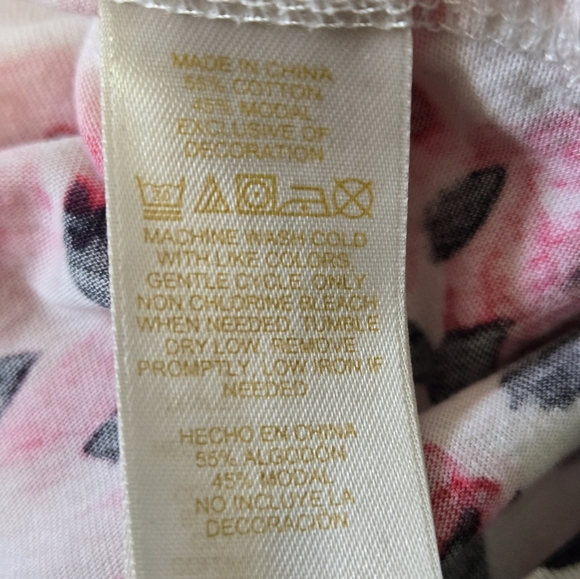 MADE IN CHINA
55% COTTON
45% MODAL
EXCLUSIVE OF
DECORATION
MACHINE WASH COLD
WITH LIKE COLORS,
GENTLE CYCLE, ONLY
NON CHLORINE BLEACH
WHEN NEEDED, TUMBLE
DRY LOW, REMOVE
PROMPTLY, LOW IRON IF
NEEDED
HECHO EN CHINA
55% ALGODON
45% MODAL
NO INCLUYE LA
DECORACION